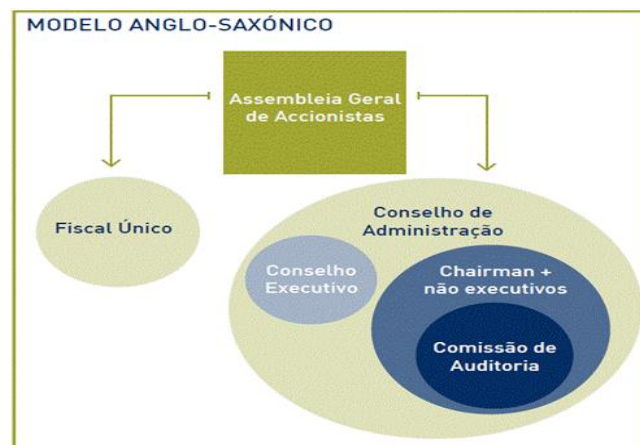 MODELO ANGLO-SAXÓNICO
Assembleia Geral
de Accionistas
Fiscal Único
Conselho de
Administração
Conselho
Executivo
Chairman +
não executivos
Comissão de
Auditoria